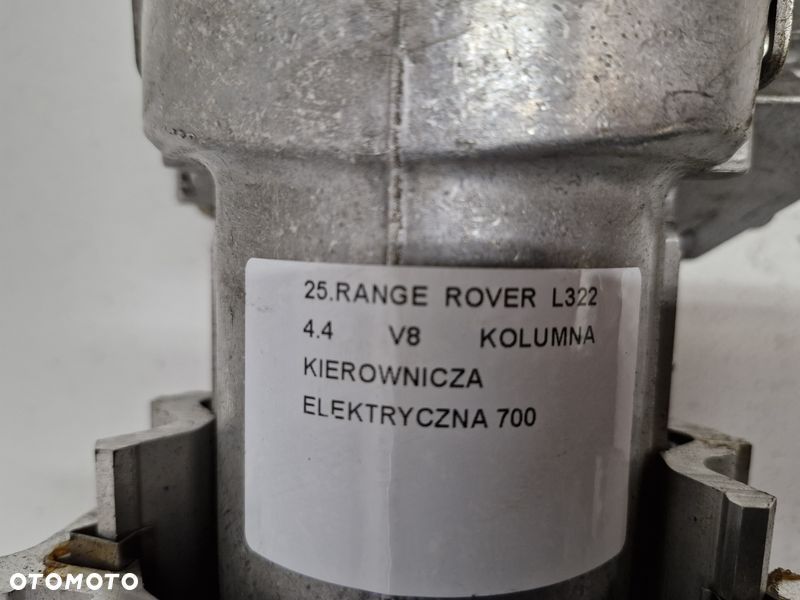 25.RANGE ROVER L322
4.4 V8 KOLUMNA
KIEROWNICZA
ELEKTRYCZNA 700
OTOMOTO